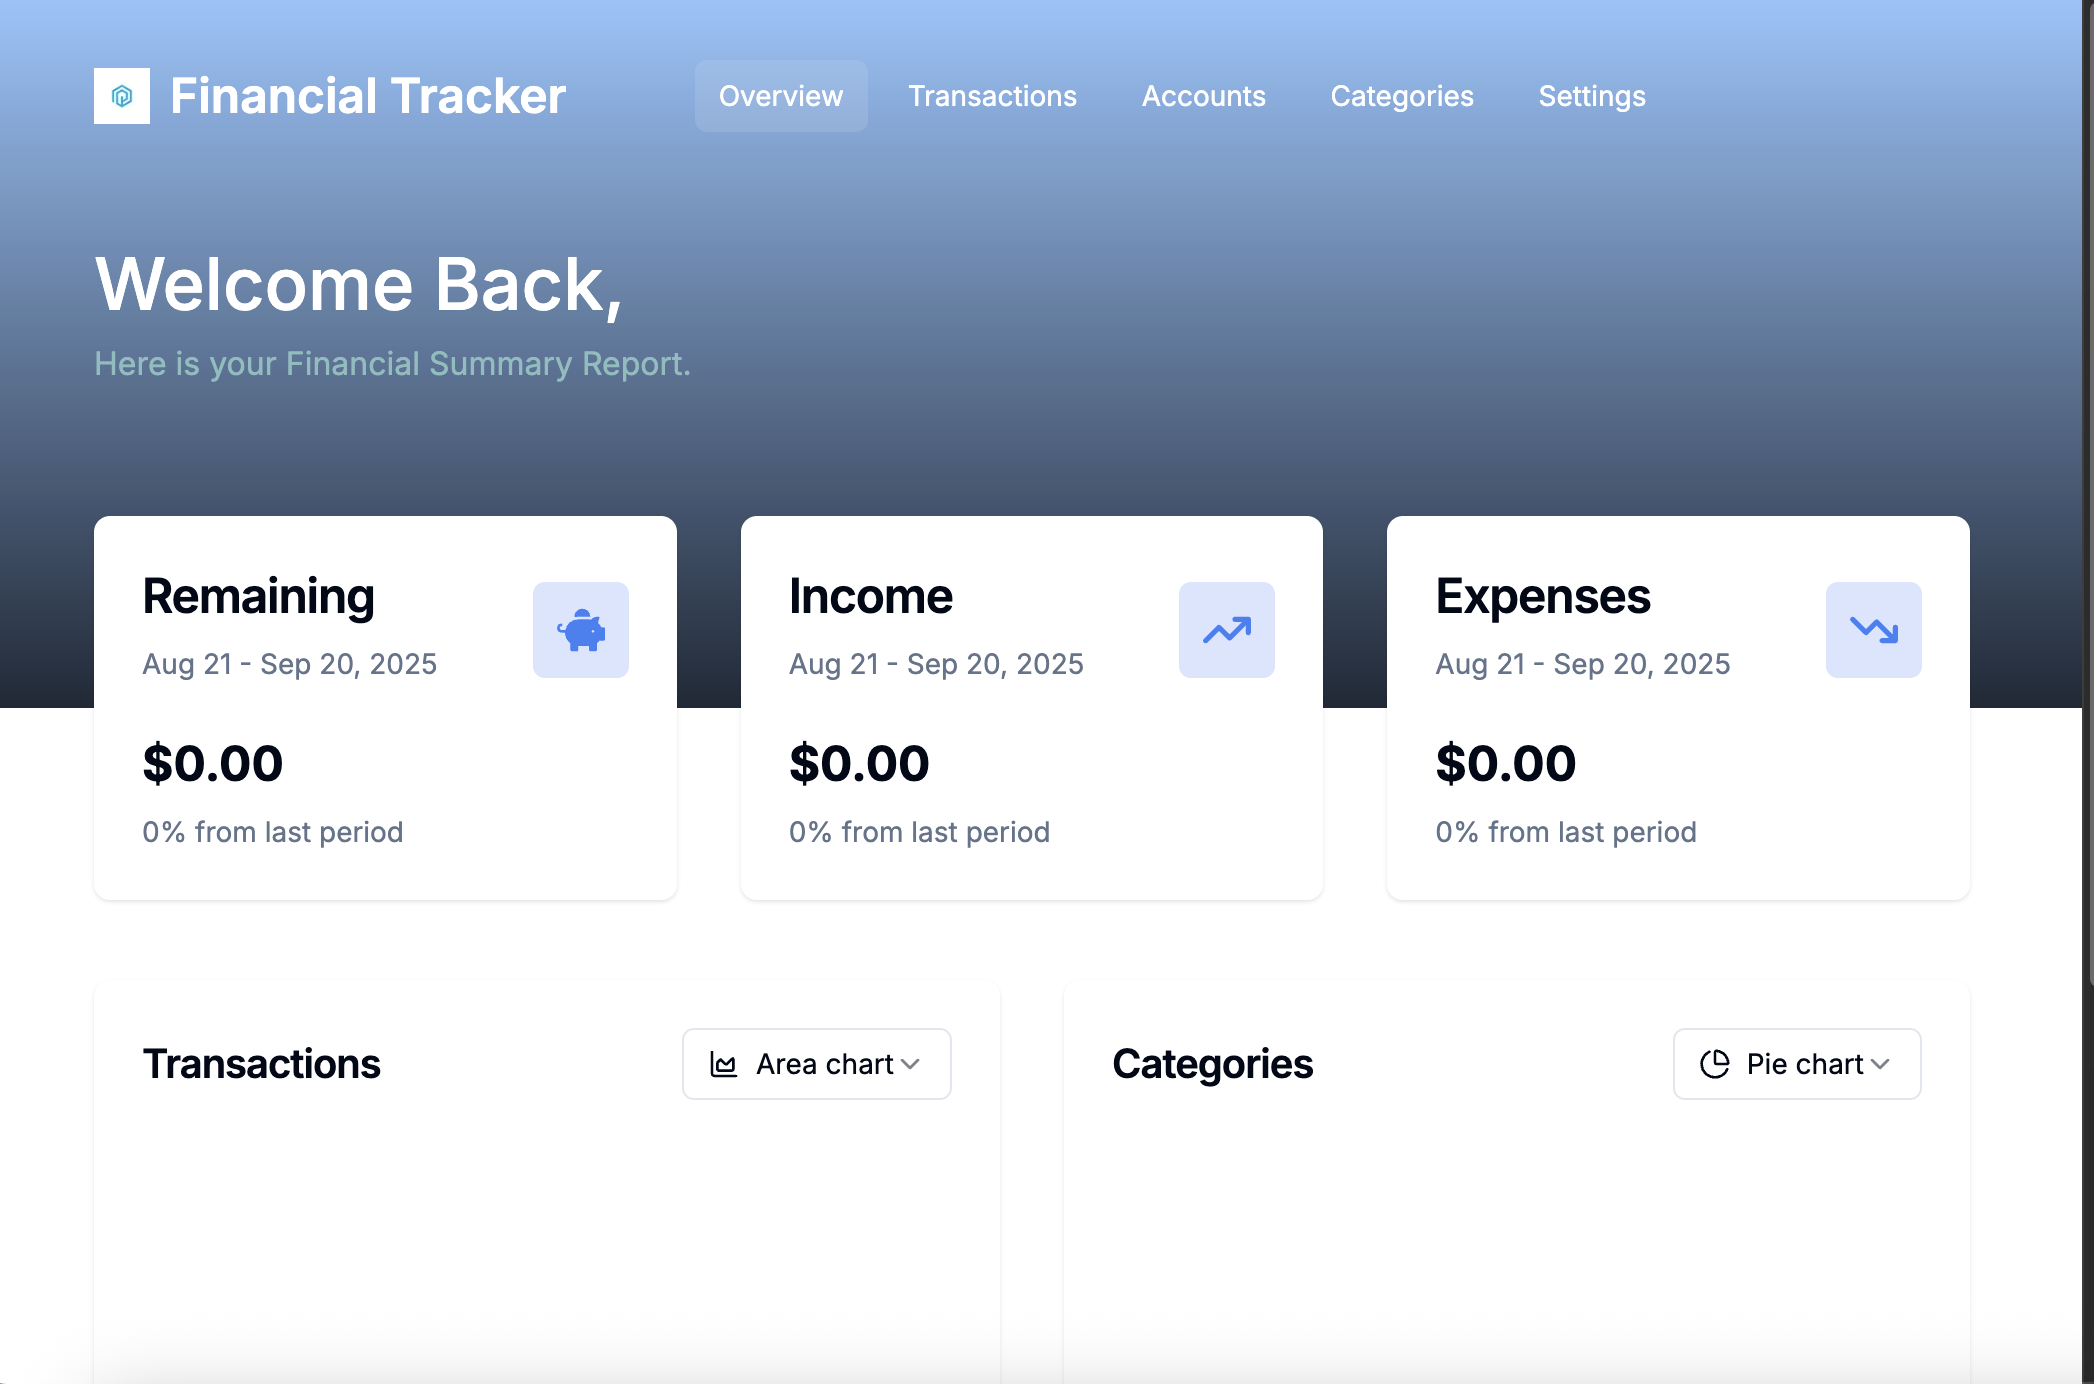 Financial Tracker
Overview
Transactions
Accounts
Categories
Settings
Welcome Back,
Here is your Financial Summary Report.
Remaining
Aug 21 - Sep 20, 2025
$0.00
0% from last period
Income
Aug 21 - Sep 20, 2025
$0.00
0% from last period
Expenses
Aug 21 - Sep 20, 2025
$0.00
0% from last period
Transactions
Area chart
Categories
Pie chart